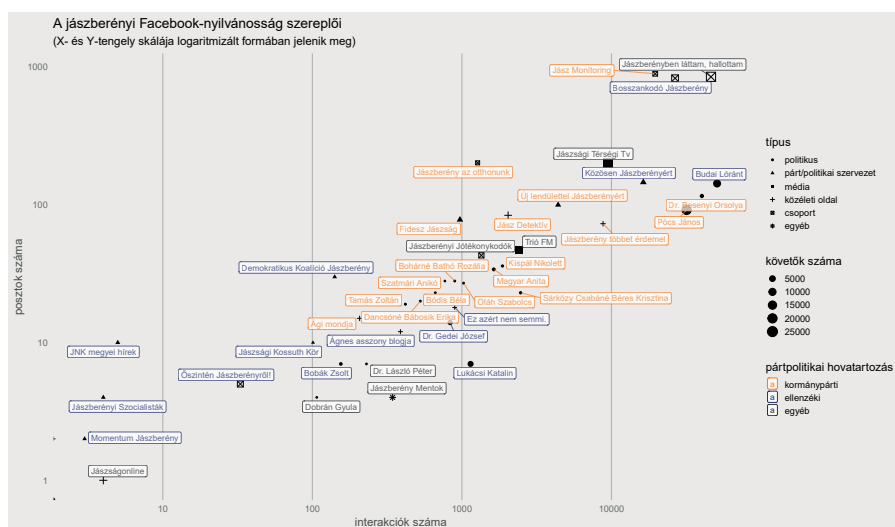 A jászberényi Facebook-nyilvánosság szereplői
(X- és Y-tengely skálája logaritmizált formában jelenik meg)
posztok száma
1000
100
10
1
Jászberényben láttam, hallottam
Jász Monitoring
Bosszankodó Jászberény
Jászsági Térségi Tv
Jászberény az otthonunk
Közösen Jászberényért
Budai Lóránt
Új lendülettel Jászberényért
Dr. Besenyi Orsolya
Fidesz Jászság
Jász Detektív
Jászberény többet érdemel
Pócs János
Jászberényi Jótékonykodók
Trió FM
Demokratikus Koalíció Jászberény
Bohárné Bathó Rozália
Kispál Nikolett
Szatmári Anikó
Magyar Anita
Tamás Zoltán
Bódis Béla
Oláh Szabolcs
Sárközy Csabáné Béres Krisztina
Ági mondja
Dancsóné Bábosik Erika
Ez azért nem semmi.
Ágnes asszony blogja
Dr. Gedei József
JNK megyei hírek
Jászsági Kossuth Kör
Őszintén Jászberényről!
Bobák Zsolt
Dr. László Péter
Lukácsi Katalin
Jászberény Mentok
Jászberényi Szocialisták
Dobrán Gyula
Momentum Jászberény
Jászságonline
10
100
1000
10000
interakciók száma
típus
politikus
párt/politikai szervezet
média
közéleti oldal
csoport
egyéb
követők száma
5000
10000
15000
20000
25000
pártpolitikai hovatartozás
a kormánypárti
a ellenzéki
a egyéb